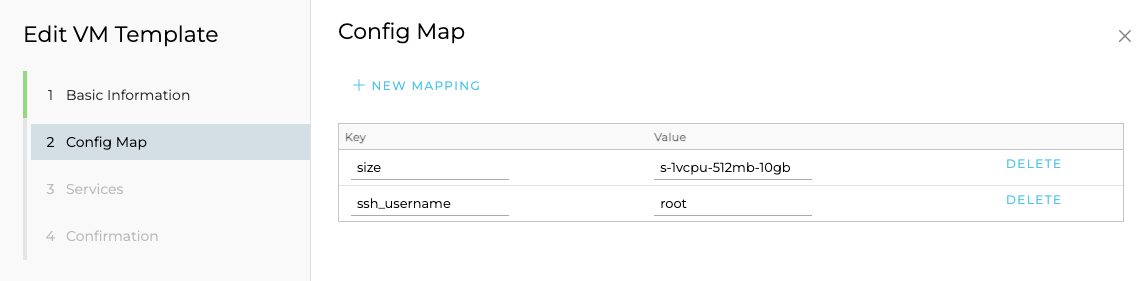 Edit VM Template
1 Basic Information
2 Config Map
3 Services
4 Confirmation
Config Map
+ NEW MAPPING
Key Value
size s-1vcpu-512mb-10gb DELETE
ssh_username root DELETE